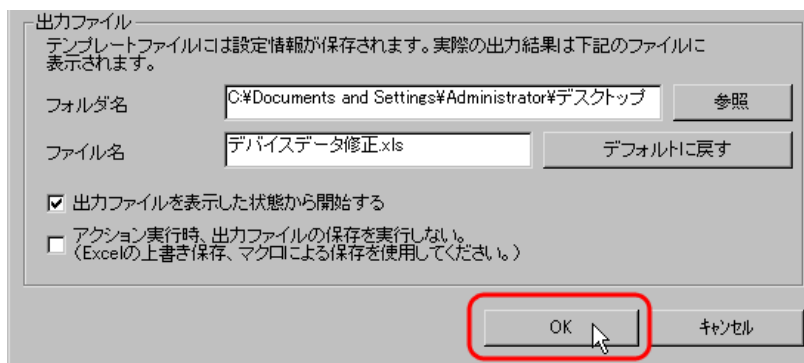 出力ファイル
テンプレートファイルには設定情報が保存されます。実際の出力結果は下記のファイルに
表示されます。
フォルダ名 C:¥Documents and Settings¥Administrator¥デスクトップ 参照
ファイル名 デバイスデータ修正.xls デフォルトに戻す
出力ファイルを表示した状態から開始する
アクション実行時、出力ファイルの保存を実行しない。
（Excelの上書き保存、マクロによる保存を使用してください。）
OK キャンセル